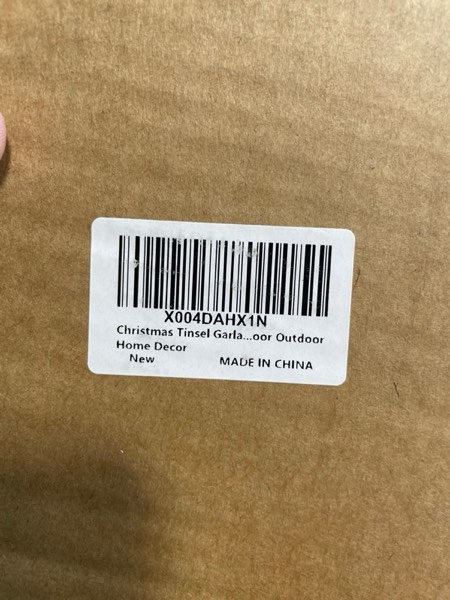 X004DAHX1N
Christmas Tinsel Garla...oor Outdoor
Home Decor
New MADE IN CHINA